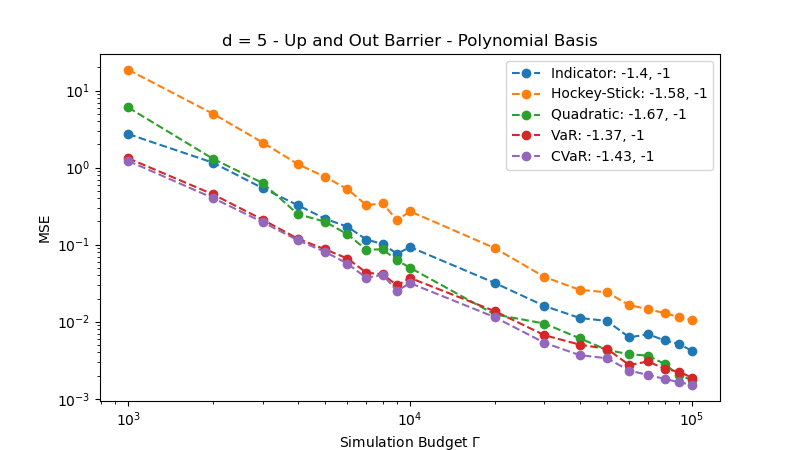 d = 5 - Up and Out Barrier - Polynomial Basis
Indicator: -1.4, -1
Hockey-Stick: -1.58, -1
Quadratic: -1.67, -1
VaR: -1.37, -1
CVaR: -1.43, -1
MSE
10¹
10⁰
10⁻¹
10⁻²
10⁻³
10³
10⁴
10⁵
Simulation Budget Γ